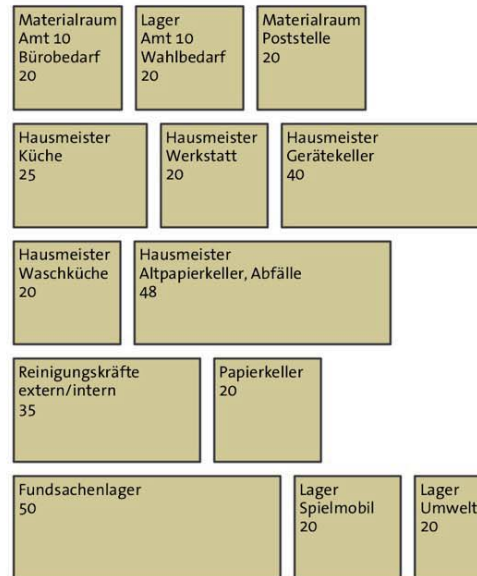 Materialraum
Amt 10
Bürobedarf
20
Lager
Amt 10
Wahlbedarf
20
Materialraum
Poststelle
20
Hausmeister
Küche
25
Hausmeister
Werkstatt
20
Hausmeister
Gerätekeller
40
Hausmeister
Waschküche
20
Hausmeister
Altpapierkeller, Abfälle
48
Reinigungskräfte
extern/intern
35
Papierkeller
20
Fundsachenlager
50
Lager
Spielmobil
20
Lager
Umwelt
20